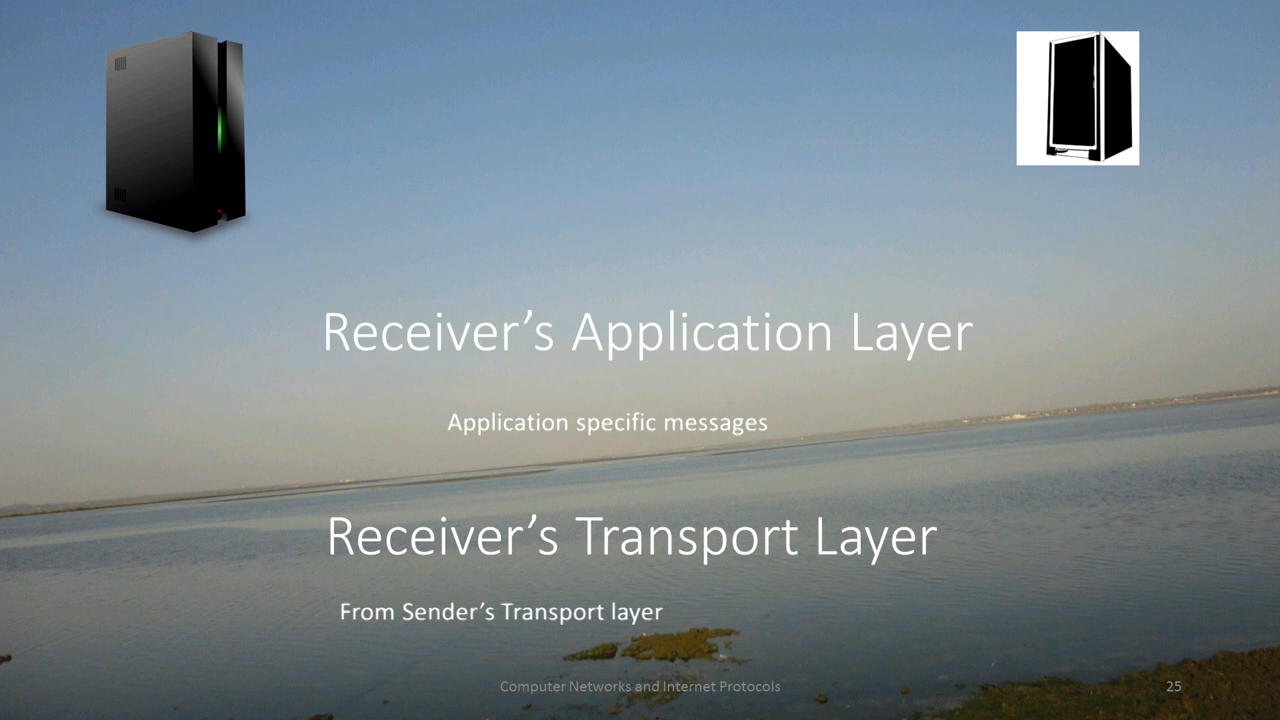 Receiver’s Application Layer
Application specific messages
Receiver’s Transport Layer
From Sender’s Transport layer
Computer Networks and Internet Protocols
25